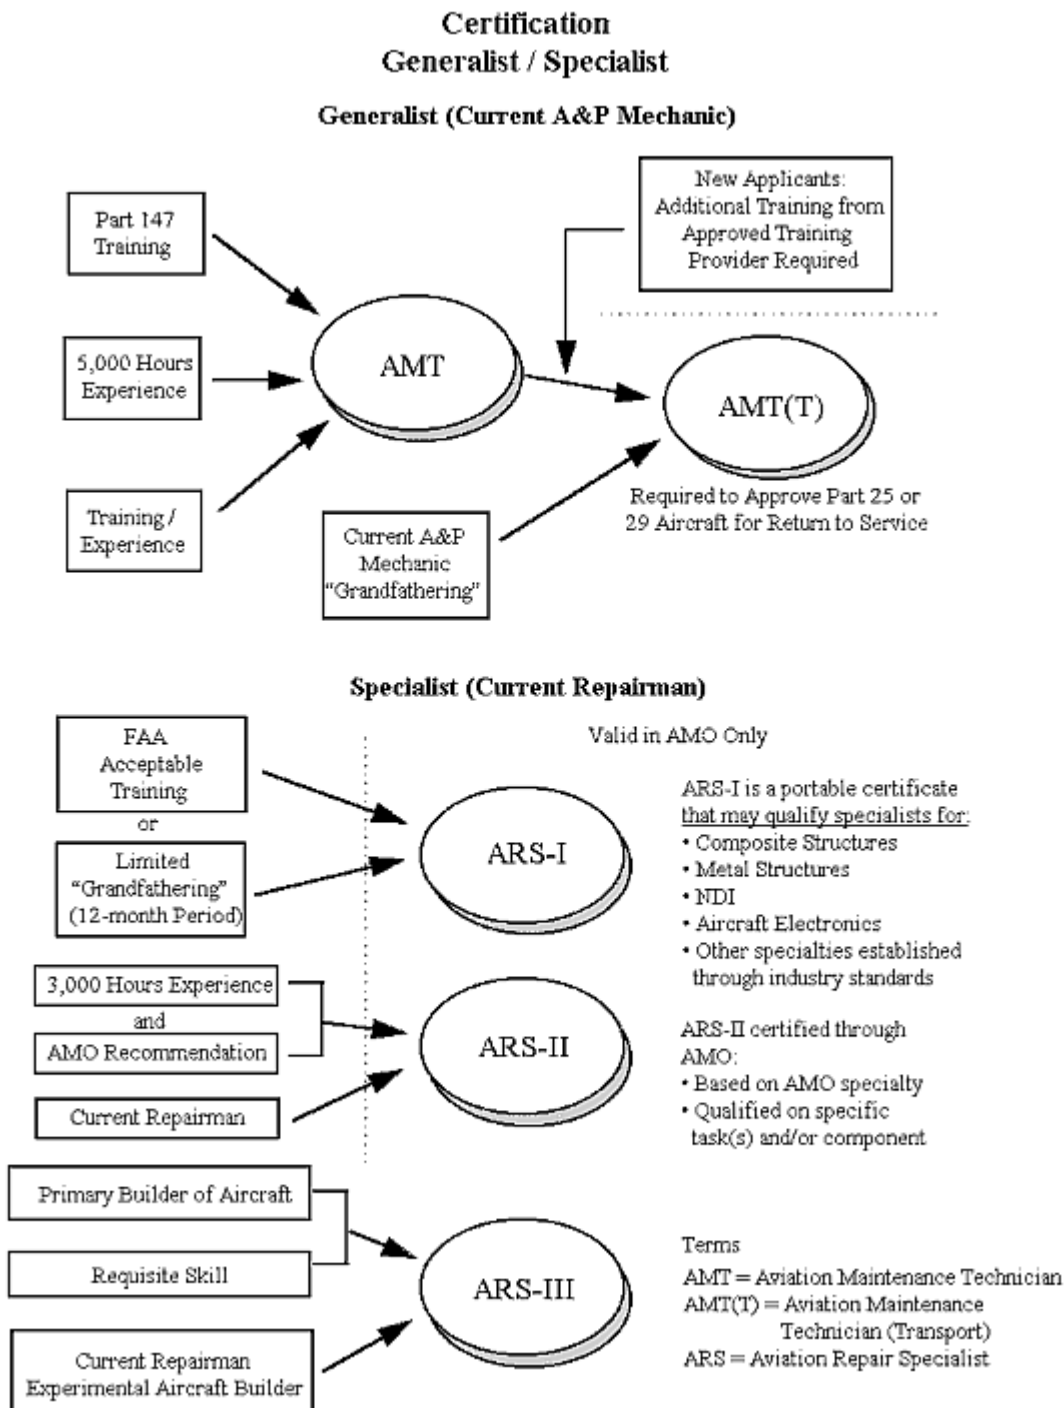 Certification
Generalist / Specialist
Generalist (Current A&P Mechanic)
New Applicants:
Additional Training from
Approved Training
Provider Required
Part 147
Training
5,000 Hours
Experience
Training /
Experience
AMT
AMT(T)
Required to Approve Part 25 or
29 Aircraft for Return to Service
Current A&P
Mechanic
“Grandfathering”
Specialist (Current Repairman)
FAA
Acceptable
Training
or
Limited
“Grandfathering”
(12-month Period)
Valid in AMO Only
ARS-I
ARS-I is a portable certificate
that may qualify specialists for:
• Composite Structures
• Metal Structures
• NDI
• Aircraft Electronics
• Other specialties established
through industry standards
3,000 Hours Experience
and
AMO Recommendation
Current Repairman
ARS-II
ARS-II certified through
AMO:
• Based on AMO specialty
• Qualified on specific
task(s) and/or component
Primary Builder of Aircraft
Requisite Skill
Current Repairman
Experimental Aircraft Builder
ARS-III
Terms
AMT = Aviation Maintenance Technician
AMT(T) = Aviation Maintenance
Technician (Transport)
ARS = Aviation Repair Specialist